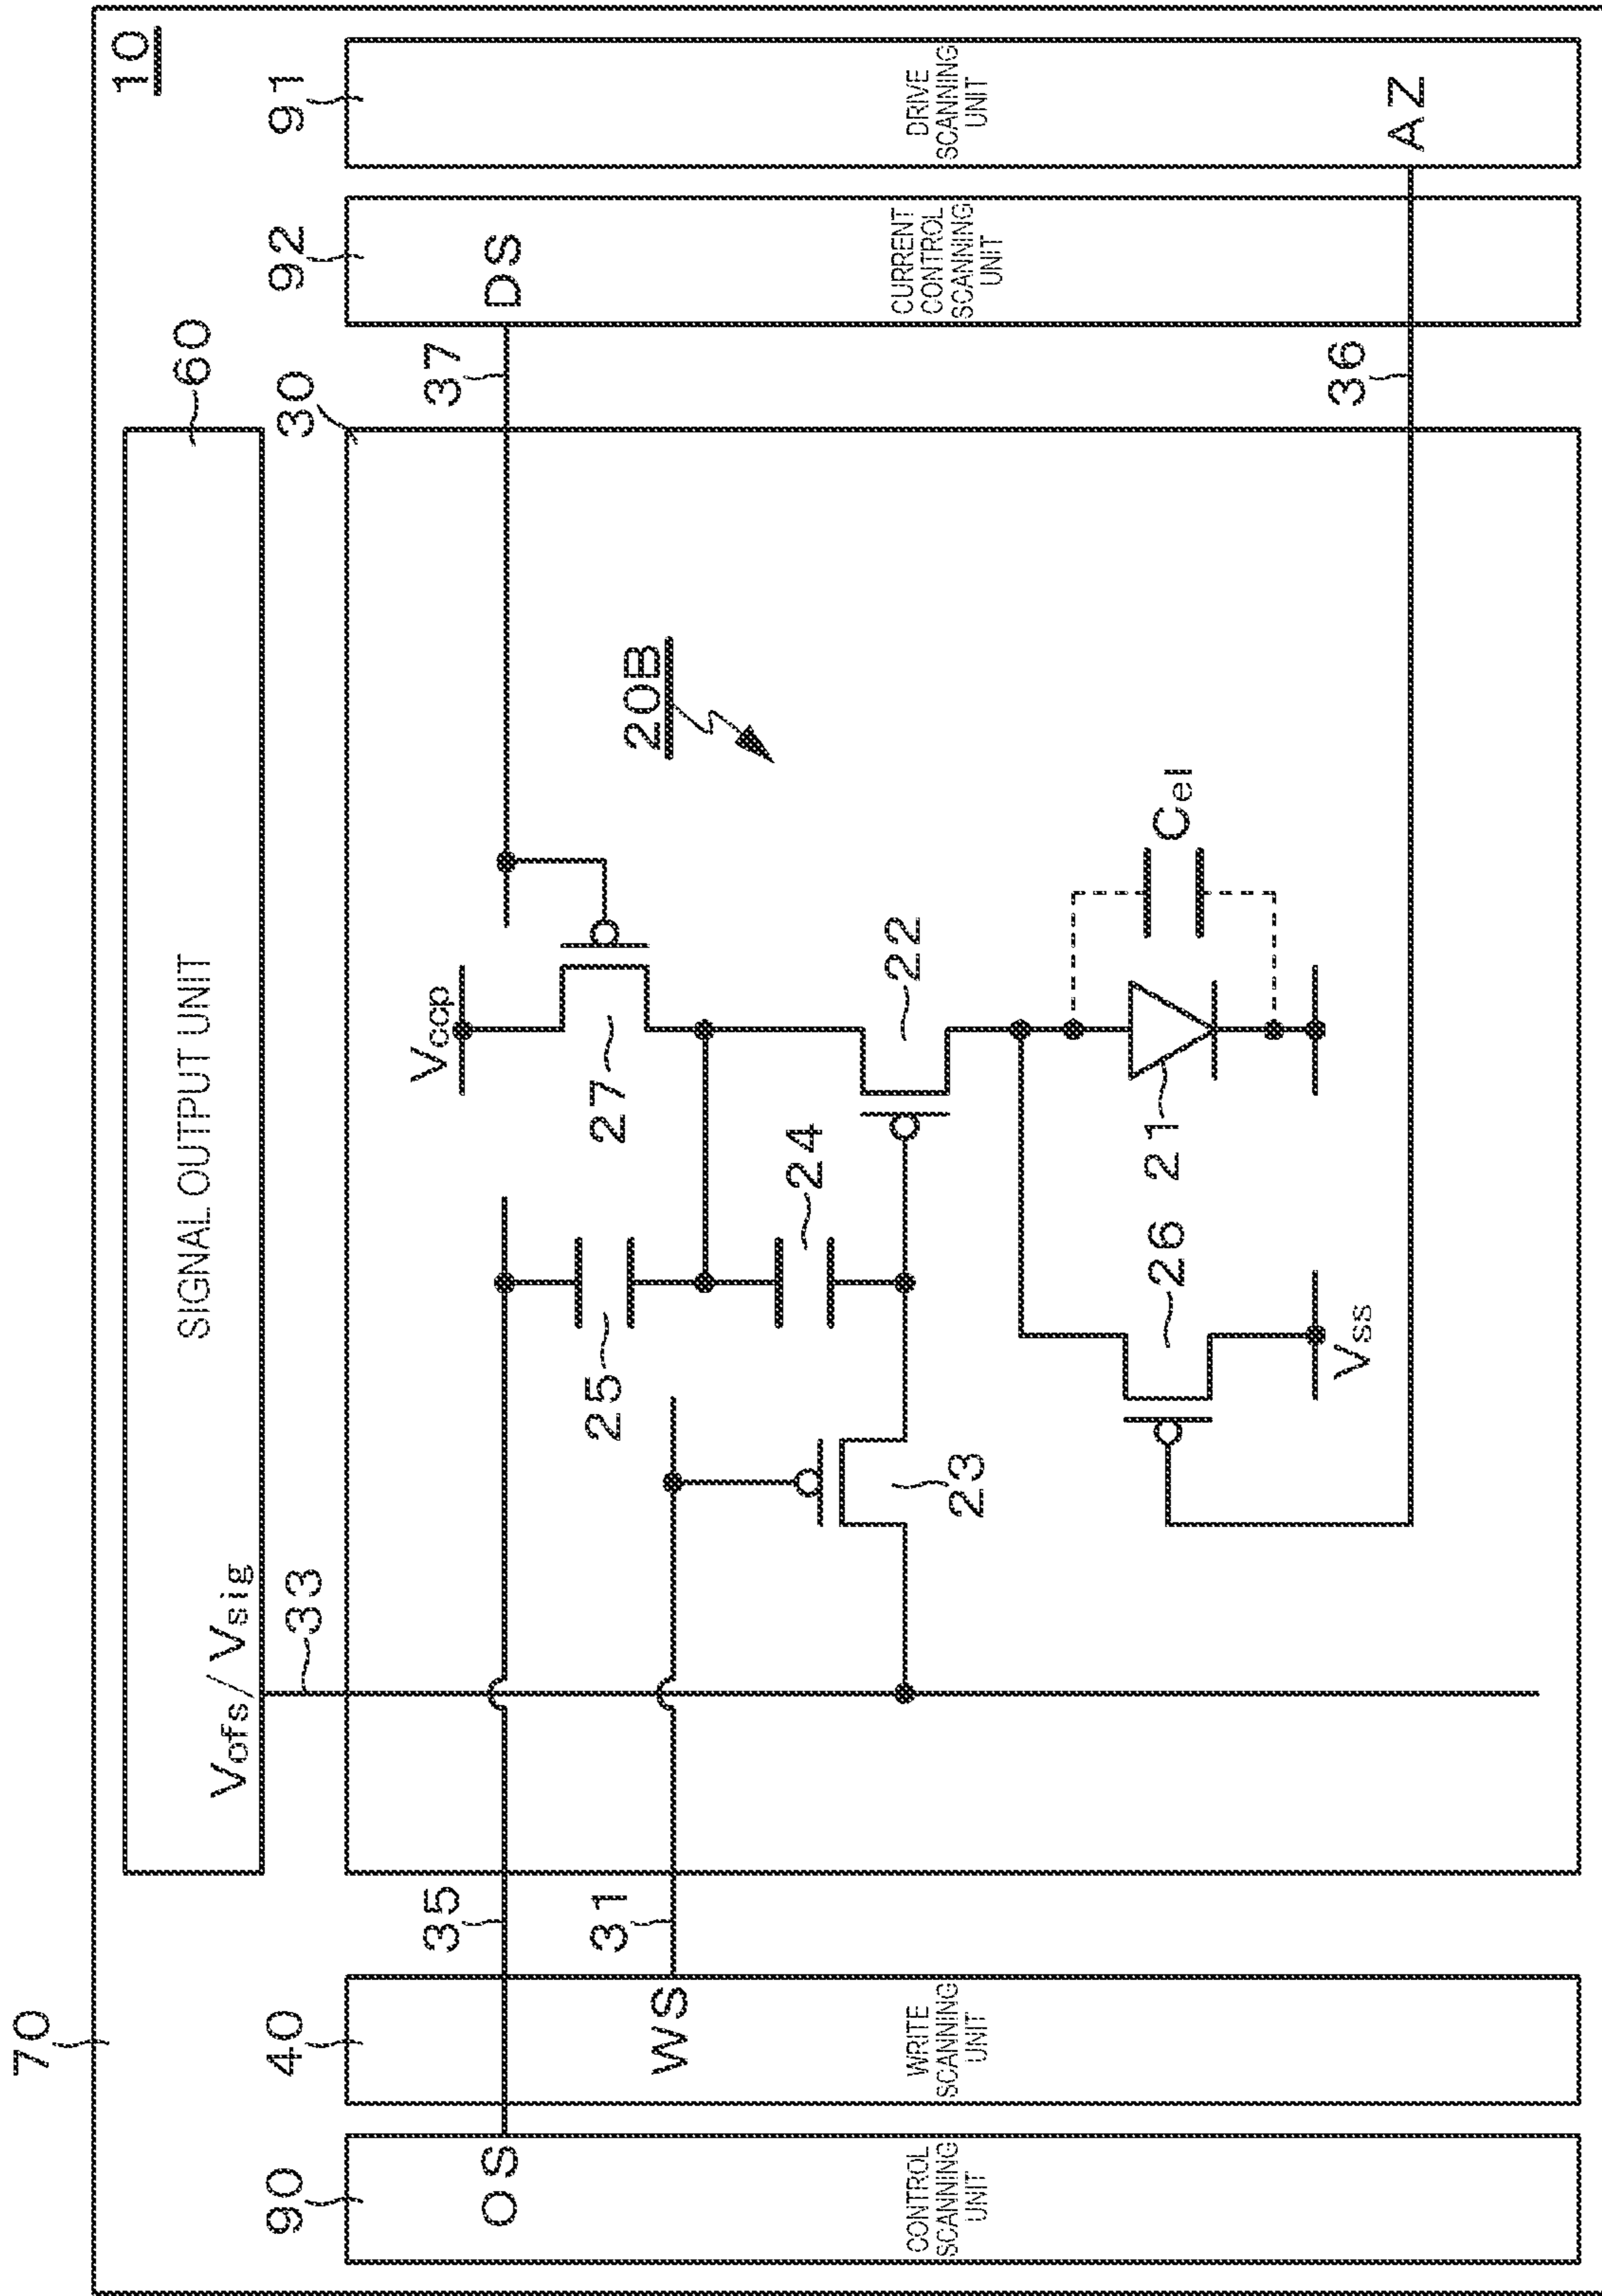 70
10
SIGNAL OUTPUT UNIT
60
Vofs/Vsig
33
30
90
40
92
91
OS
35
WS
31
37
DS
36
AZ
Vccp
27
20B
25
24
22
23
26
21
Cel
Vss
CONTROL
SCANNING
UNIT
WRITE
SCANNING
UNIT
CURRENT
CONTROL
SCANNING
UNIT
DRIVE
SCANNING
UNIT